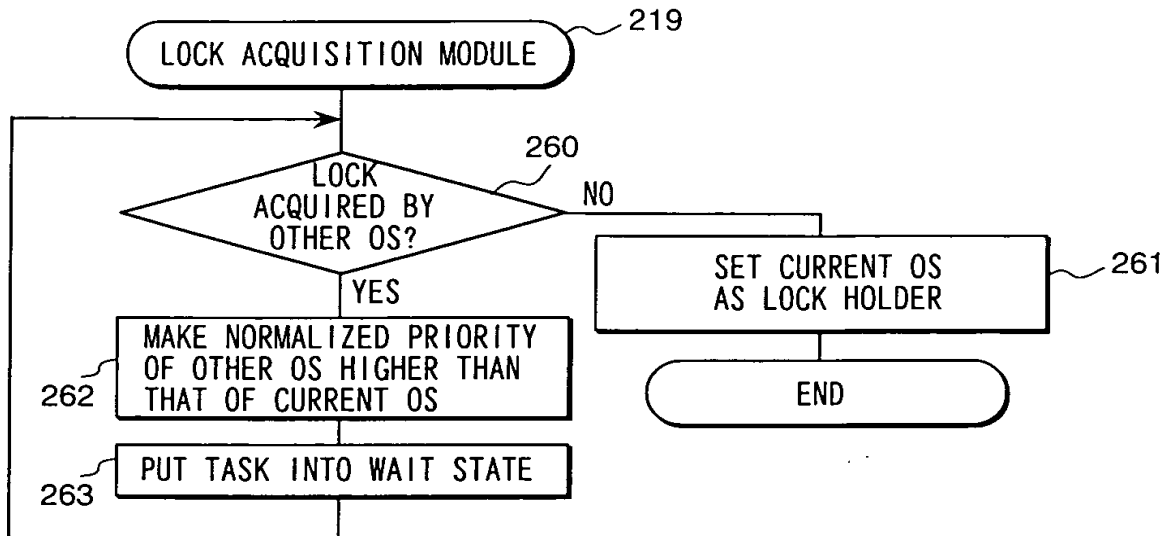 219
LOCK ACQUISITION MODULE
260
LOCK
ACQUIRED BY
OTHER OS?
NO
YES
SET CURRENT OS
AS LOCK HOLDER
261
MAKE NORMALIZED PRIORITY
OF OTHER OS HIGHER THAN
THAT OF CURRENT OS
262
END
PUT TASK INTO WAIT STATE
263